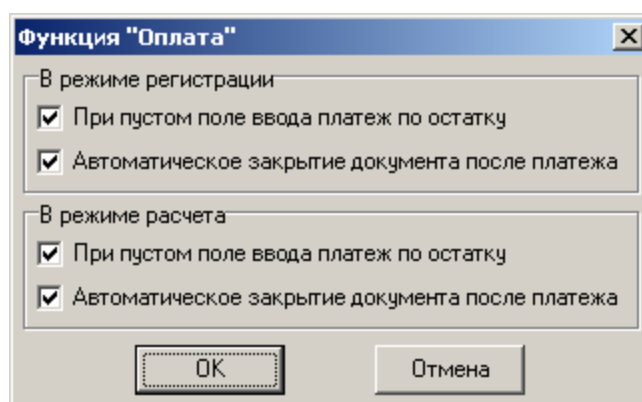 Функция "Оплата"
В режиме регистрации
При пустом поле ввода платеж по остатку
Автоматическое закрытие документа после платежа
В режиме расчета
При пустом поле ввода платеж по остатку
Автоматическое закрытие документа после платежа
OK
Отмена